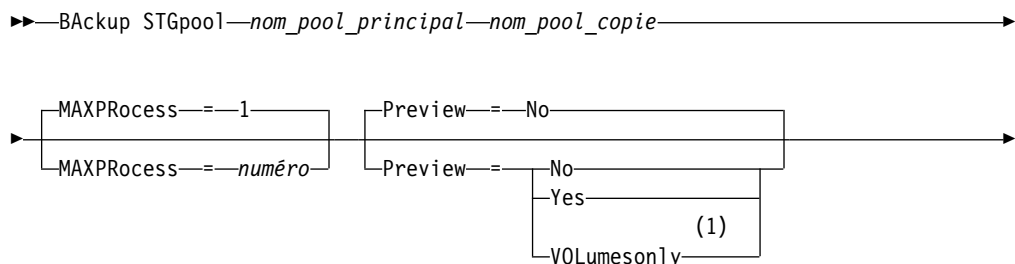 BAckup STGpool nom_pool_principal nom_pool_copie
MAXPRocess = 1 Preview = No
MAXPRocess = numéro Preview = No
Yes
(1)
VOLumesonly